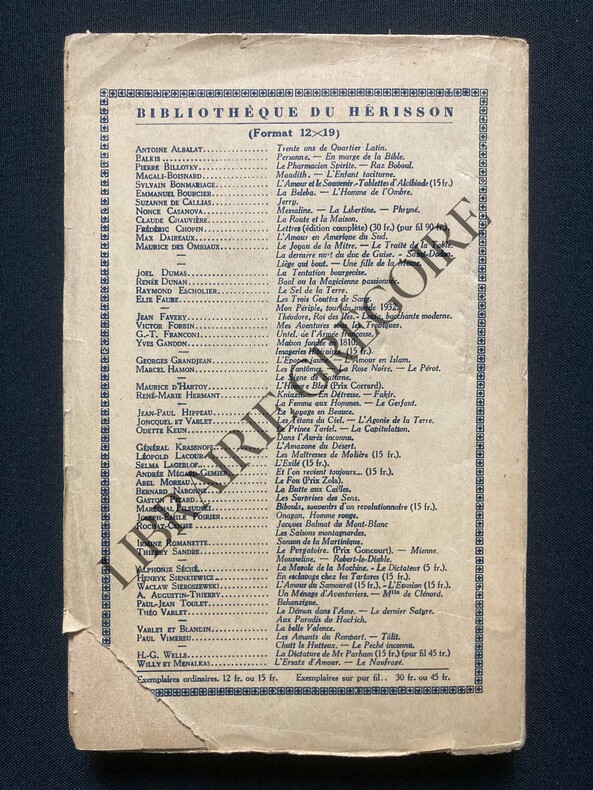 BIBLIOTHÈQUE DU HÉRISSON
(Format 12×19)
ANTOINE ALBALAT Trente ans de Quartier Latin.
BALKIS Personne. — En marge de la Bible.
PIERRE BILLOTEY Le Pharmacien Spirite. — Raz Boboul.
MAGALI-BOISNARD Maadith. — L'Enfant taciturne.
SYLVAIN BONMARIAGE L'Amour et le Souvenir.-Tablettes d'Alcibiade (15 fr.)
EMMANUEL BOURCIER La Beleba. — L'Homme de l'Ombre.
SUZANNE DE CALLIAS Jerry.
NONCE CASANOVA Messaline. — La Libertine. — Phryné.
CLAUDE CHAUVIÈRE La Route et la Maison.
FRÉDÉRIC CHOPIN Lettres (édition complète) (30 fr.) (pur fil 90 fr.)
MAX DAIREAUX L'Amour en Amérique du Sud.
MAURICE DES OMBIAUX Le Joyau de la Mitre. — Le Traité de la Table.
— La dernière nuit du duc de Guise. - Saint-Dodon.
— Liège qui bout. — Une fille de la Meuse.
JOEL DUMAS La Tentation bourgeoise.
RENÉE DUNAN Baal ou la Magicienne passionnée.
RAYMOND ESCHOLIER Le Sel de la Terre.
ELIE FAURE Les Trois Gouttes de Sang.
— Mon Périple, tour du monde 1932.
JEAN FAVERY Théodore, Roi des Iles.- bacchante moderne.
VICTOR FORBIN Mes Aventures Tropiques.
G.-T. FRANCONI Untel, de l'Armée Française.
YVES GANDON Maison fondée en 1810.
— Imageries littéraires. (15 fr.).
GEORGES GRANDJEAN L'Epopée jaune. — L'Amour en Islam.
MARCEL HAMON Les Fantômes. — La Rose Noire. — Le Pérot.
— Le Signe de Saturne.
MAURICE D'HARTOY L'Homme Bleu (Prix Corrard).
RENÉ-MARIE HERMANT Kniazii. — En Détresse. — Fakir.
— La Femme aux Hommes. — Le Gerfaut.
JEAN-PAUL HIPPEAU Le Voyage en Beauce.
JONCQUEL ET VARLET Les Titans du Ciel. — L'Agonie de la Terre.
ODETTE KEUN Le Prince Tariel. — La Capitulation.
— Dans l'Aurès inconnu.
GÉNÉRAL KRASSNOFF L'Amazone du Désert.
LÉOPOLD LACOUR Les Maîtresses de Molière (15 fr.).
SELMA LAGERLOF L'Exilé (15 fr.).
ANDRÉE MÉGARD-GÉMIER Et l'on revient toujours... (15 fr.).
ABEL MOREAU Le Fou (Prix Zola).
BERNARD NABONNE La Butte aux Cailles.
GASTON PICARD Les Surprises des Sens.
MARÉCHAL PILSUDSKI Biboula, souvenirs d'un révolutionnaire (15 fr.).
JOSEPH-EMILE POIRIER Onagan, Homme rouge.
Jacques Balmat du Mont-Blanc
— Les Saisons montagnardes.
IRMINE ROMANETTE Sonson de la Martinique.
THIERRY SANDRE Le Purgatoire. (Prix Goncourt). — Mienne.
— Mousseline. — Robert-le-Diable.
ALPHONSE SÉCHÉ La Morale de la Machine. - Le Dictateur (5 fr.).
HENRYK SIENKIEWICZ En esclavage chez les Tartares (15 fr.).
WACLAW SIEROSZEWSKI L'Amour du Samouraï (15 fr.). - L'Evasion (15 fr.).
A. AUGUSTIN-THIERRY Un Ménage d'Aventuriers. — Mlle de Clénord.
PAUL-JEAN TOULET Béhanzigue.
THÉO VARLET Le Démon dans l'Ame. — Le dernier Satyre.
— Aux Paradis du Hachich.
VARLET ET BLANDIN La belle Valence.
PAUL VIMEREU Les Amants du Rempart. — Tâlit.
— Chutt le Hutteux. — Le Péché inconnu.
H.-G. WELLS La Dictature de Mr Parham (15 fr.) (pur fil 45 fr.)
WILLY ET MENALKAS L'Ersatz d'Amour. — Le Naufragé.
Exemplaires ordinaires. 12 fr. ou 15 fr. Exemplaires sur pur fil.. 30 fr. ou 45 fr.
LIBRAIRIE GREGOIRE